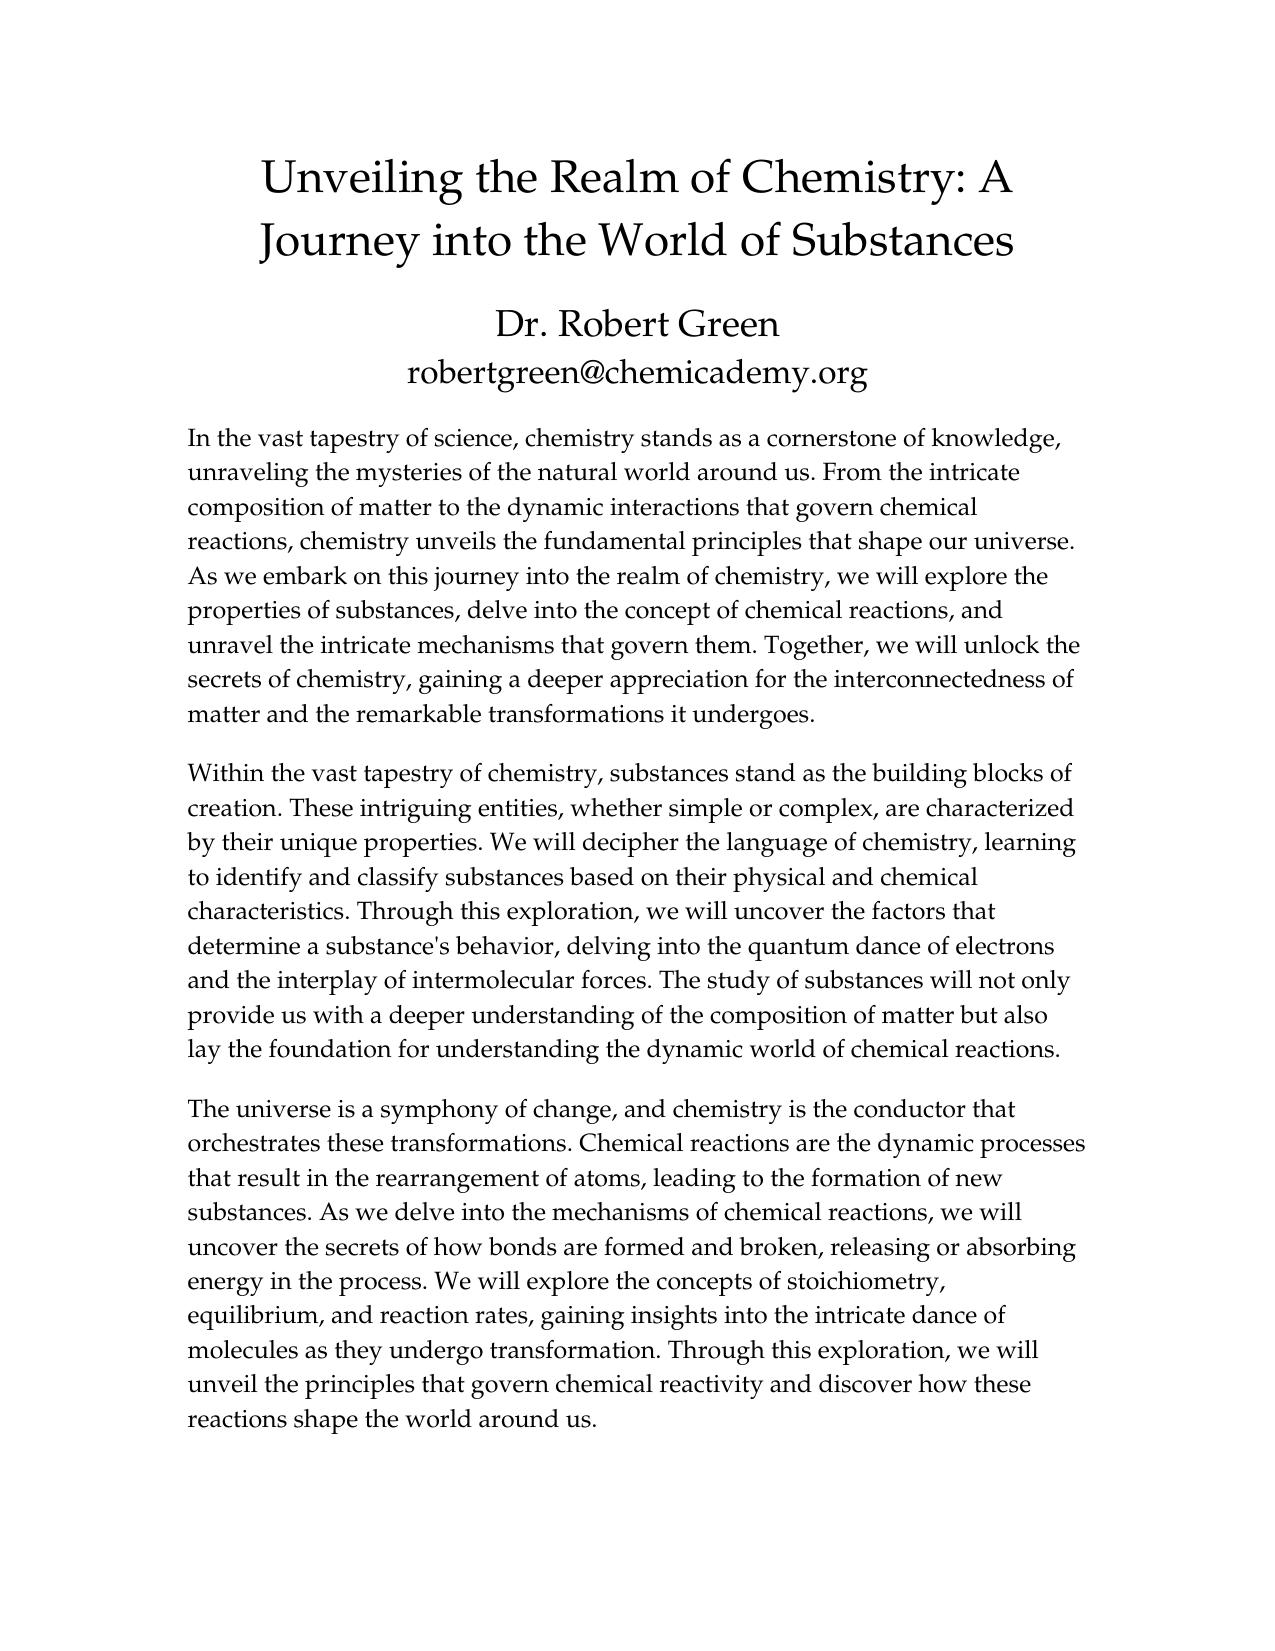 Unveiling the Realm of Chemistry: A
Journey into the World of Substances
Dr. Robert Green
robertgreen@chemicademy.org
In the vast tapestry of science, chemistry stands as a cornerstone of knowledge,
unraveling the mysteries of the natural world around us. From the intricate
composition of matter to the dynamic interactions that govern chemical
reactions, chemistry unveils the fundamental principles that shape our universe.
As we embark on this journey into the realm of chemistry, we will explore the
properties of substances, delve into the concept of chemical reactions, and
unravel the intricate mechanisms that govern them. Together, we will unlock the
secrets of chemistry, gaining a deeper appreciation for the interconnectedness of
matter and the remarkable transformations it undergoes.
Within the vast tapestry of chemistry, substances stand as the building blocks of
creation. These intriguing entities, whether simple or complex, are characterized
by their unique properties. We will decipher the language of chemistry, learning
to identify and classify substances based on their physical and chemical
characteristics. Through this exploration, we will uncover the factors that
determine a substance's behavior, delving into the quantum dance of electrons
and the interplay of intermolecular forces. The study of substances will not only
provide us with a deeper understanding of the composition of matter but also
lay the foundation for understanding the dynamic world of chemical reactions.
The universe is a symphony of change, and chemistry is the conductor that
orchestrates these transformations. Chemical reactions are the dynamic processes
that result in the rearrangement of atoms, leading to the formation of new
substances. As we delve into the mechanisms of chemical reactions, we will
uncover the secrets of how bonds are formed and broken, releasing or absorbing
energy in the process. We will explore the concepts of stoichiometry,
equilibrium, and reaction rates, gaining insights into the intricate dance of
molecules as they undergo transformation. Through this exploration, we will
unveil the principles that govern chemical reactivity and discover how these
reactions shape the world around us.